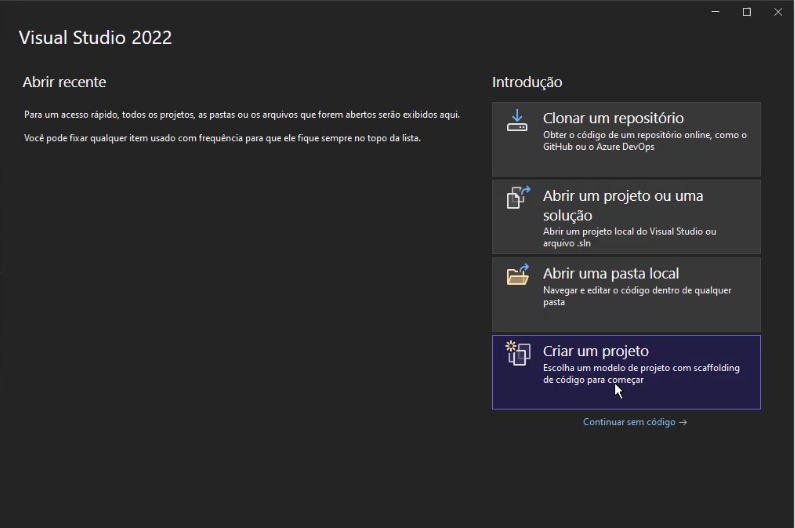 Visual Studio 2022
Abrir recente
Para um acesso rápido, todos os projetos, as pastas ou os arquivos que forem abertos serão exibidos aqui.
Você pode fixar qualquer item usado com frequência para que ele fique sempre no topo da lista.
Introdução
Clonar um repositório
Obter o código de um repositório online, como o
GitHub ou o Azure DevOps
Abrir um projeto ou uma
solução
Abrir um projeto local do Visual Studio ou
arquivo .sln
Abrir uma pasta local
Navegar e editar o código dentro de qualquer
pasta
Criar um projeto
Escolha um modelo de projeto com scaffolding
de código para começar
Continuar sem código →